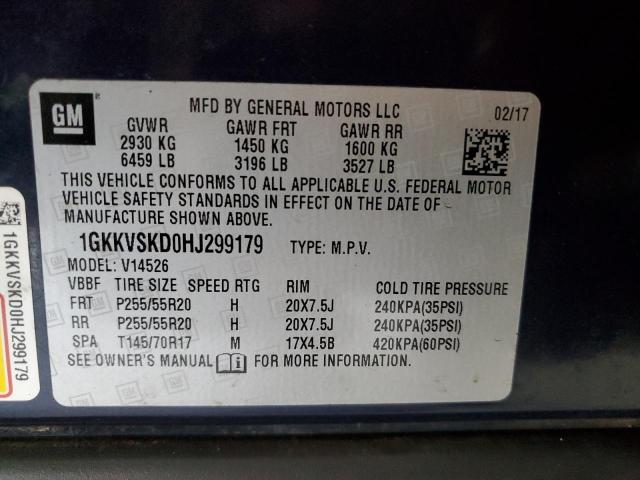 GM
MFD BY GENERAL MOTORS LLC 02/17
GVWR GAWR FRT GAWR RR
2930 KG 1450 KG 1600 KG
6459 LB 3196 LB 3527 LB
THIS VEHICLE CONFORMS TO ALL APPLICABLE U.S. FEDERAL MOTOR
VEHICLE SAFETY STANDARDS IN EFFECT ON THE DATE OF
MANUFACTURE SHOWN ABOVE.
1GKKVSKD0HJ299179 TYPE: M.P.V.
MODEL: V14526
VBBF TIRE SIZE SPEED RTG RIM COLD TIRE PRESSURE
FRT P255/55R20 H 20X7.5J 240KPA(35PSI)
RR P255/55R20 H 20X7.5J 240KPA(35PSI)
SPA T145/70R17 M 17X4.5B 420KPA(60PSI)
SEE OWNER'S MANUAL FOR MORE INFORMATION.
1GKKVSKD0HJ299179